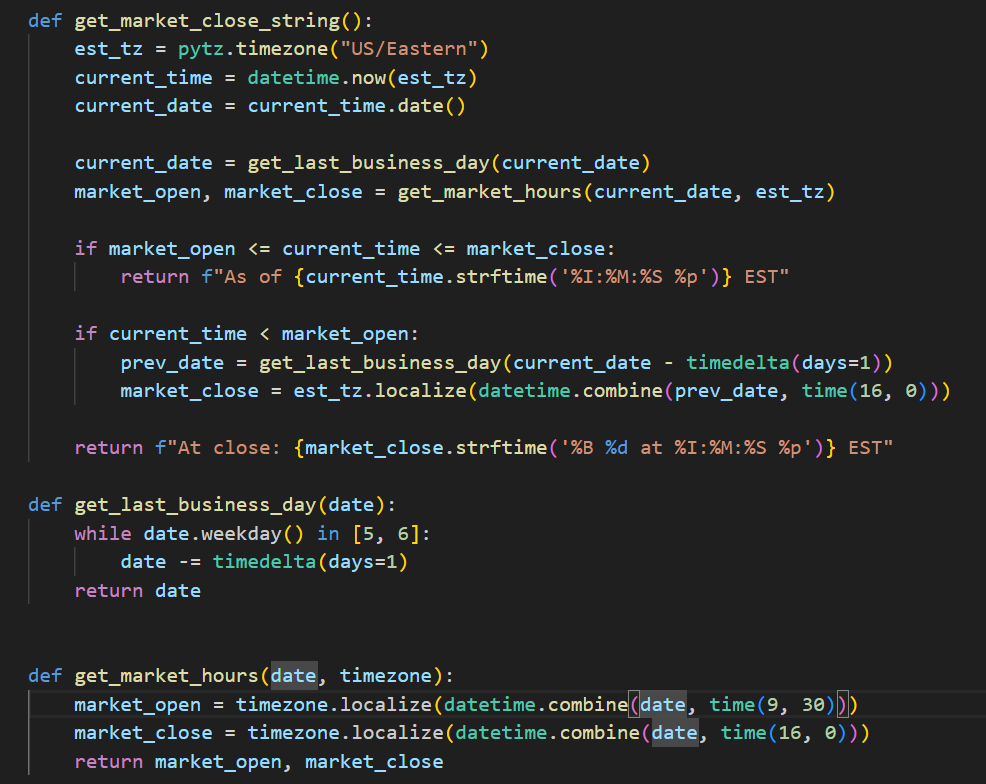 def get_market_close_string():
    est_tz = pytz.timezone("US/Eastern")
    current_time = datetime.now(est_tz)
    current_date = current_time.date()

    current_date = get_last_business_day(current_date)
    market_open, market_close = get_market_hours(current_date, est_tz)

    if market_open <= current_time <= market_close:
        return f"As of {current_time.strftime('%I:%M:%S %p')} EST"

    if current_time < market_open:
        prev_date = get_last_business_day(current_date - timedelta(days=1))
        market_close = est_tz.localize(datetime.combine(prev_date, time(16, 0)))

    return f"At close: {market_close.strftime('%B %d at %I:%M:%S %p')} EST"

def get_last_business_day(date):
    while date.weekday() in [5, 6]:
        date -= timedelta(days=1)
    return date


def get_market_hours(date, timezone):
    market_open = timezone.localize(datetime.combine(date, time(9, 30)))
    market_close = timezone.localize(datetime.combine(date, time(16, 0)))
    return market_open, market_close